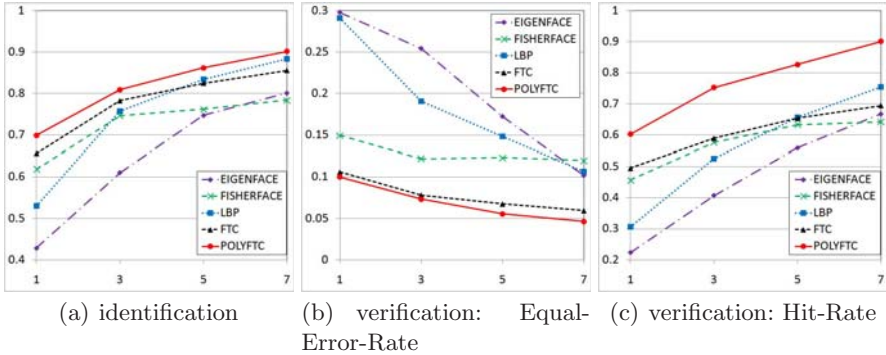 1
0.9
0.8
0.7
0.6
0.5
0.4
1 3 5 7
EIGENFACE
FISHERFACE
LBP
FTC
POLYFTC
(a) identification
0.3
0.25
0.2
0.15
0.1
0.05
0
1 3 5 7
EIGENFACE
FISHERFACE
LBP
FTC
POLYFTC
(b) verification: Equal-
Error-Rate
1
0.9
0.8
0.7
0.6
0.5
0.4
0.3
0.2
1 3 5 7
EIGENFACE
FISHERFACE
LBP
FTC
POLYFTC
(c) verification: Hit-Rate